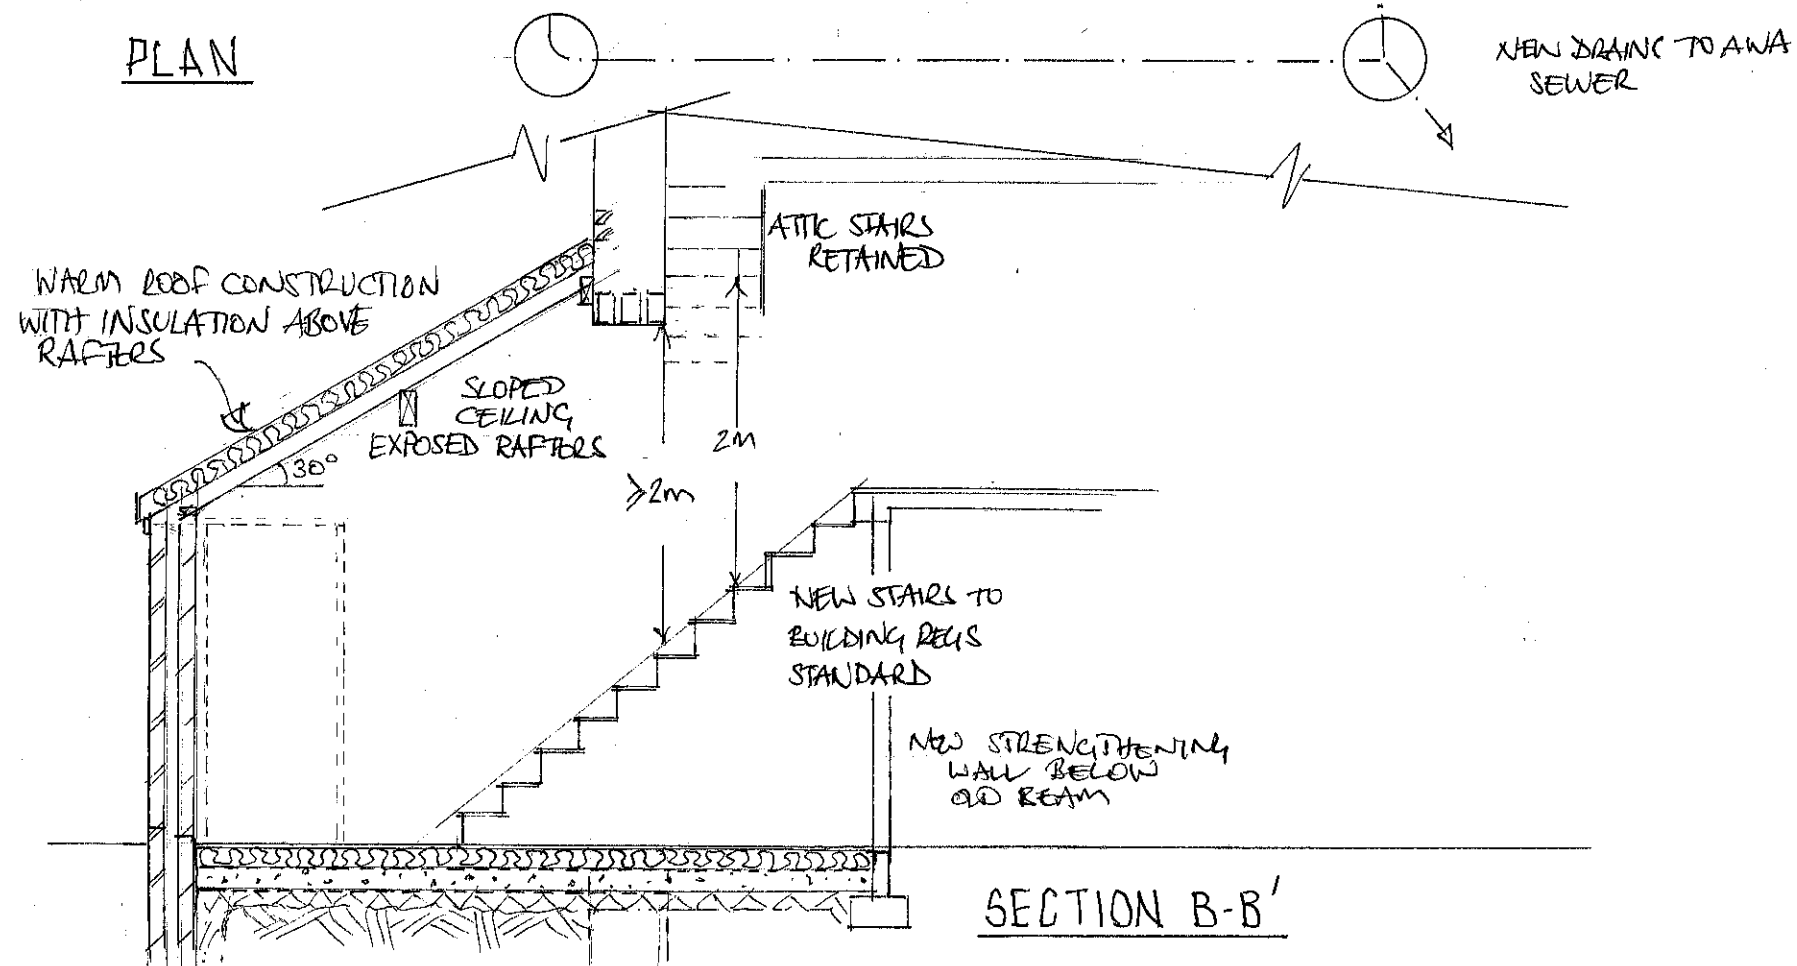 PLAN
NEW DRAINS TO AWA
SEWER
ATTIC STAIRS
RETAINED
WARM ROOF CONSTRUCTION
WITH INSULATION ABOVE
RAFTERS
SLOPED
CEILING
EXPOSED RAFTORS
30°
2m
≥2m
NEW STAIRS TO
BUILDING REGS
STANDARD
NEW STRENGTHENING
WALL BELOW
OLD BEAM
SECTION B-B'